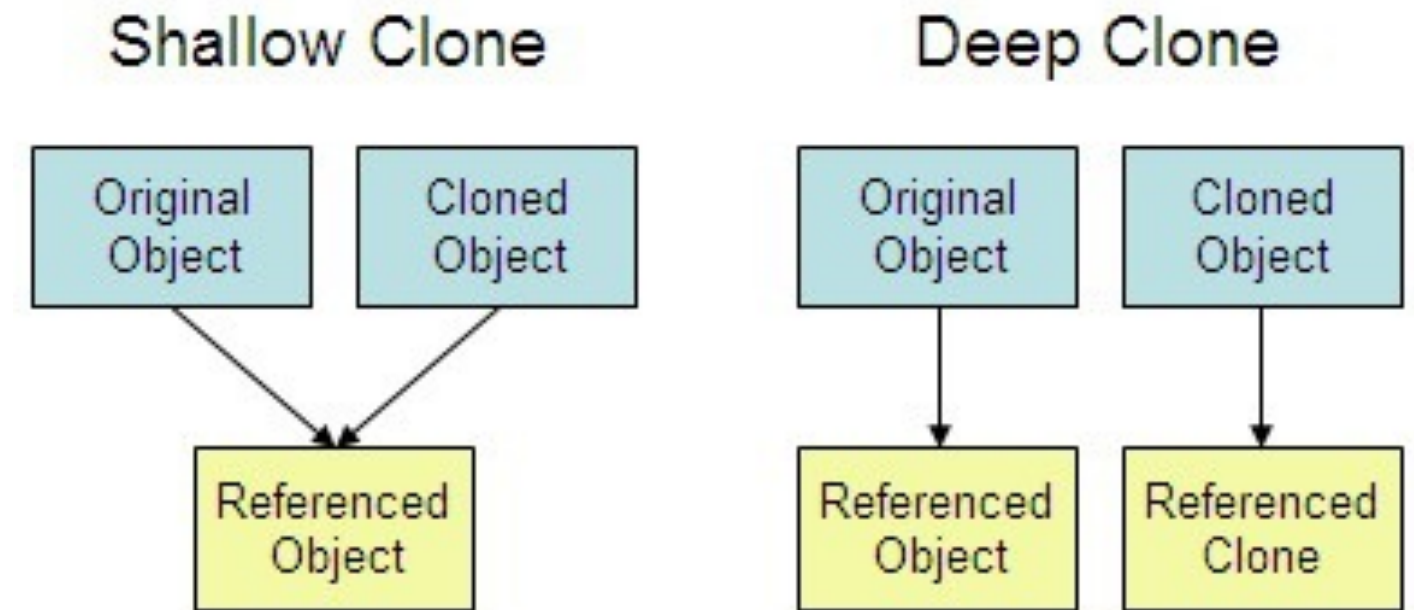 Shallow Clone
Deep Clone
Original
Object
Cloned
Object
Original
Object
Cloned
Object
Referenced
Object
Referenced
Object
Referenced
Clone